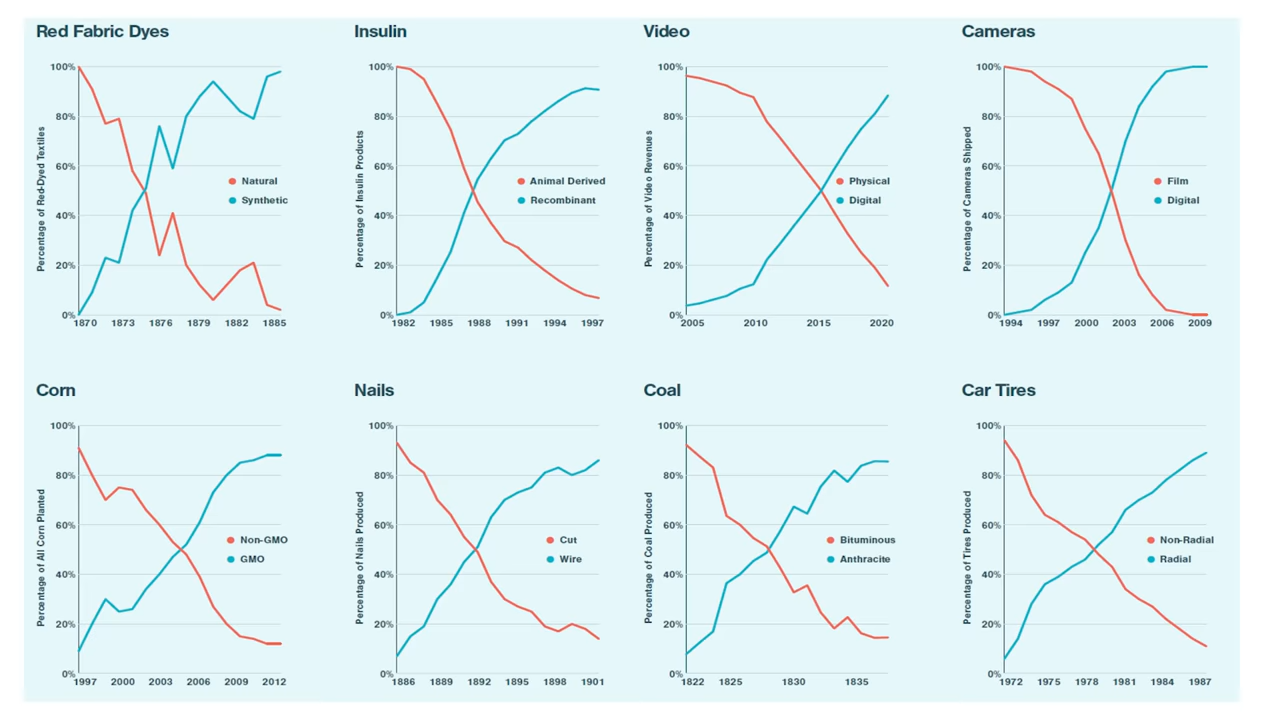 Red Fabric Dyes
Percentage of Red-Dyed Textiles
100%
80%
60%
40%
20%
0%
Natural
Synthetic
1870 1873 1876 1879 1882 1885
Insulin
Percentage of Insulin Products
100%
80%
60%
40%
20%
0%
Animal Derived
Recombinant
1982 1985 1988 1991 1994 1997
Video
Percentage of Video Revenues
100%
80%
60%
40%
20%
0%
Physical
Digital
2005 2010 2015 2020
Cameras
Percentage of Cameras Shipped
100%
80%
60%
40%
20%
0%
Film
Digital
1994 1997 2000 2003 2006 2009
Corn
Percentage of All Corn Planted
100%
80%
60%
40%
20%
0%
Non-GMO
GMO
1997 2000 2003 2006 2009 2012
Nails
Percentage of Nails Produced
100%
80%
60%
40%
20%
0%
Cut
Wire
1886 1889 1892 1895 1898 1901
Coal
Percentage of Coal Produced
100%
80%
60%
40%
20%
0%
Bituminous
Anthracite
1822 1825 1830 1835
Car Tires
Percentage of Tires Produced
100%
80%
60%
40%
20%
0%
Non-Radial
Radial
1972 1975 1978 1981 1984 1987